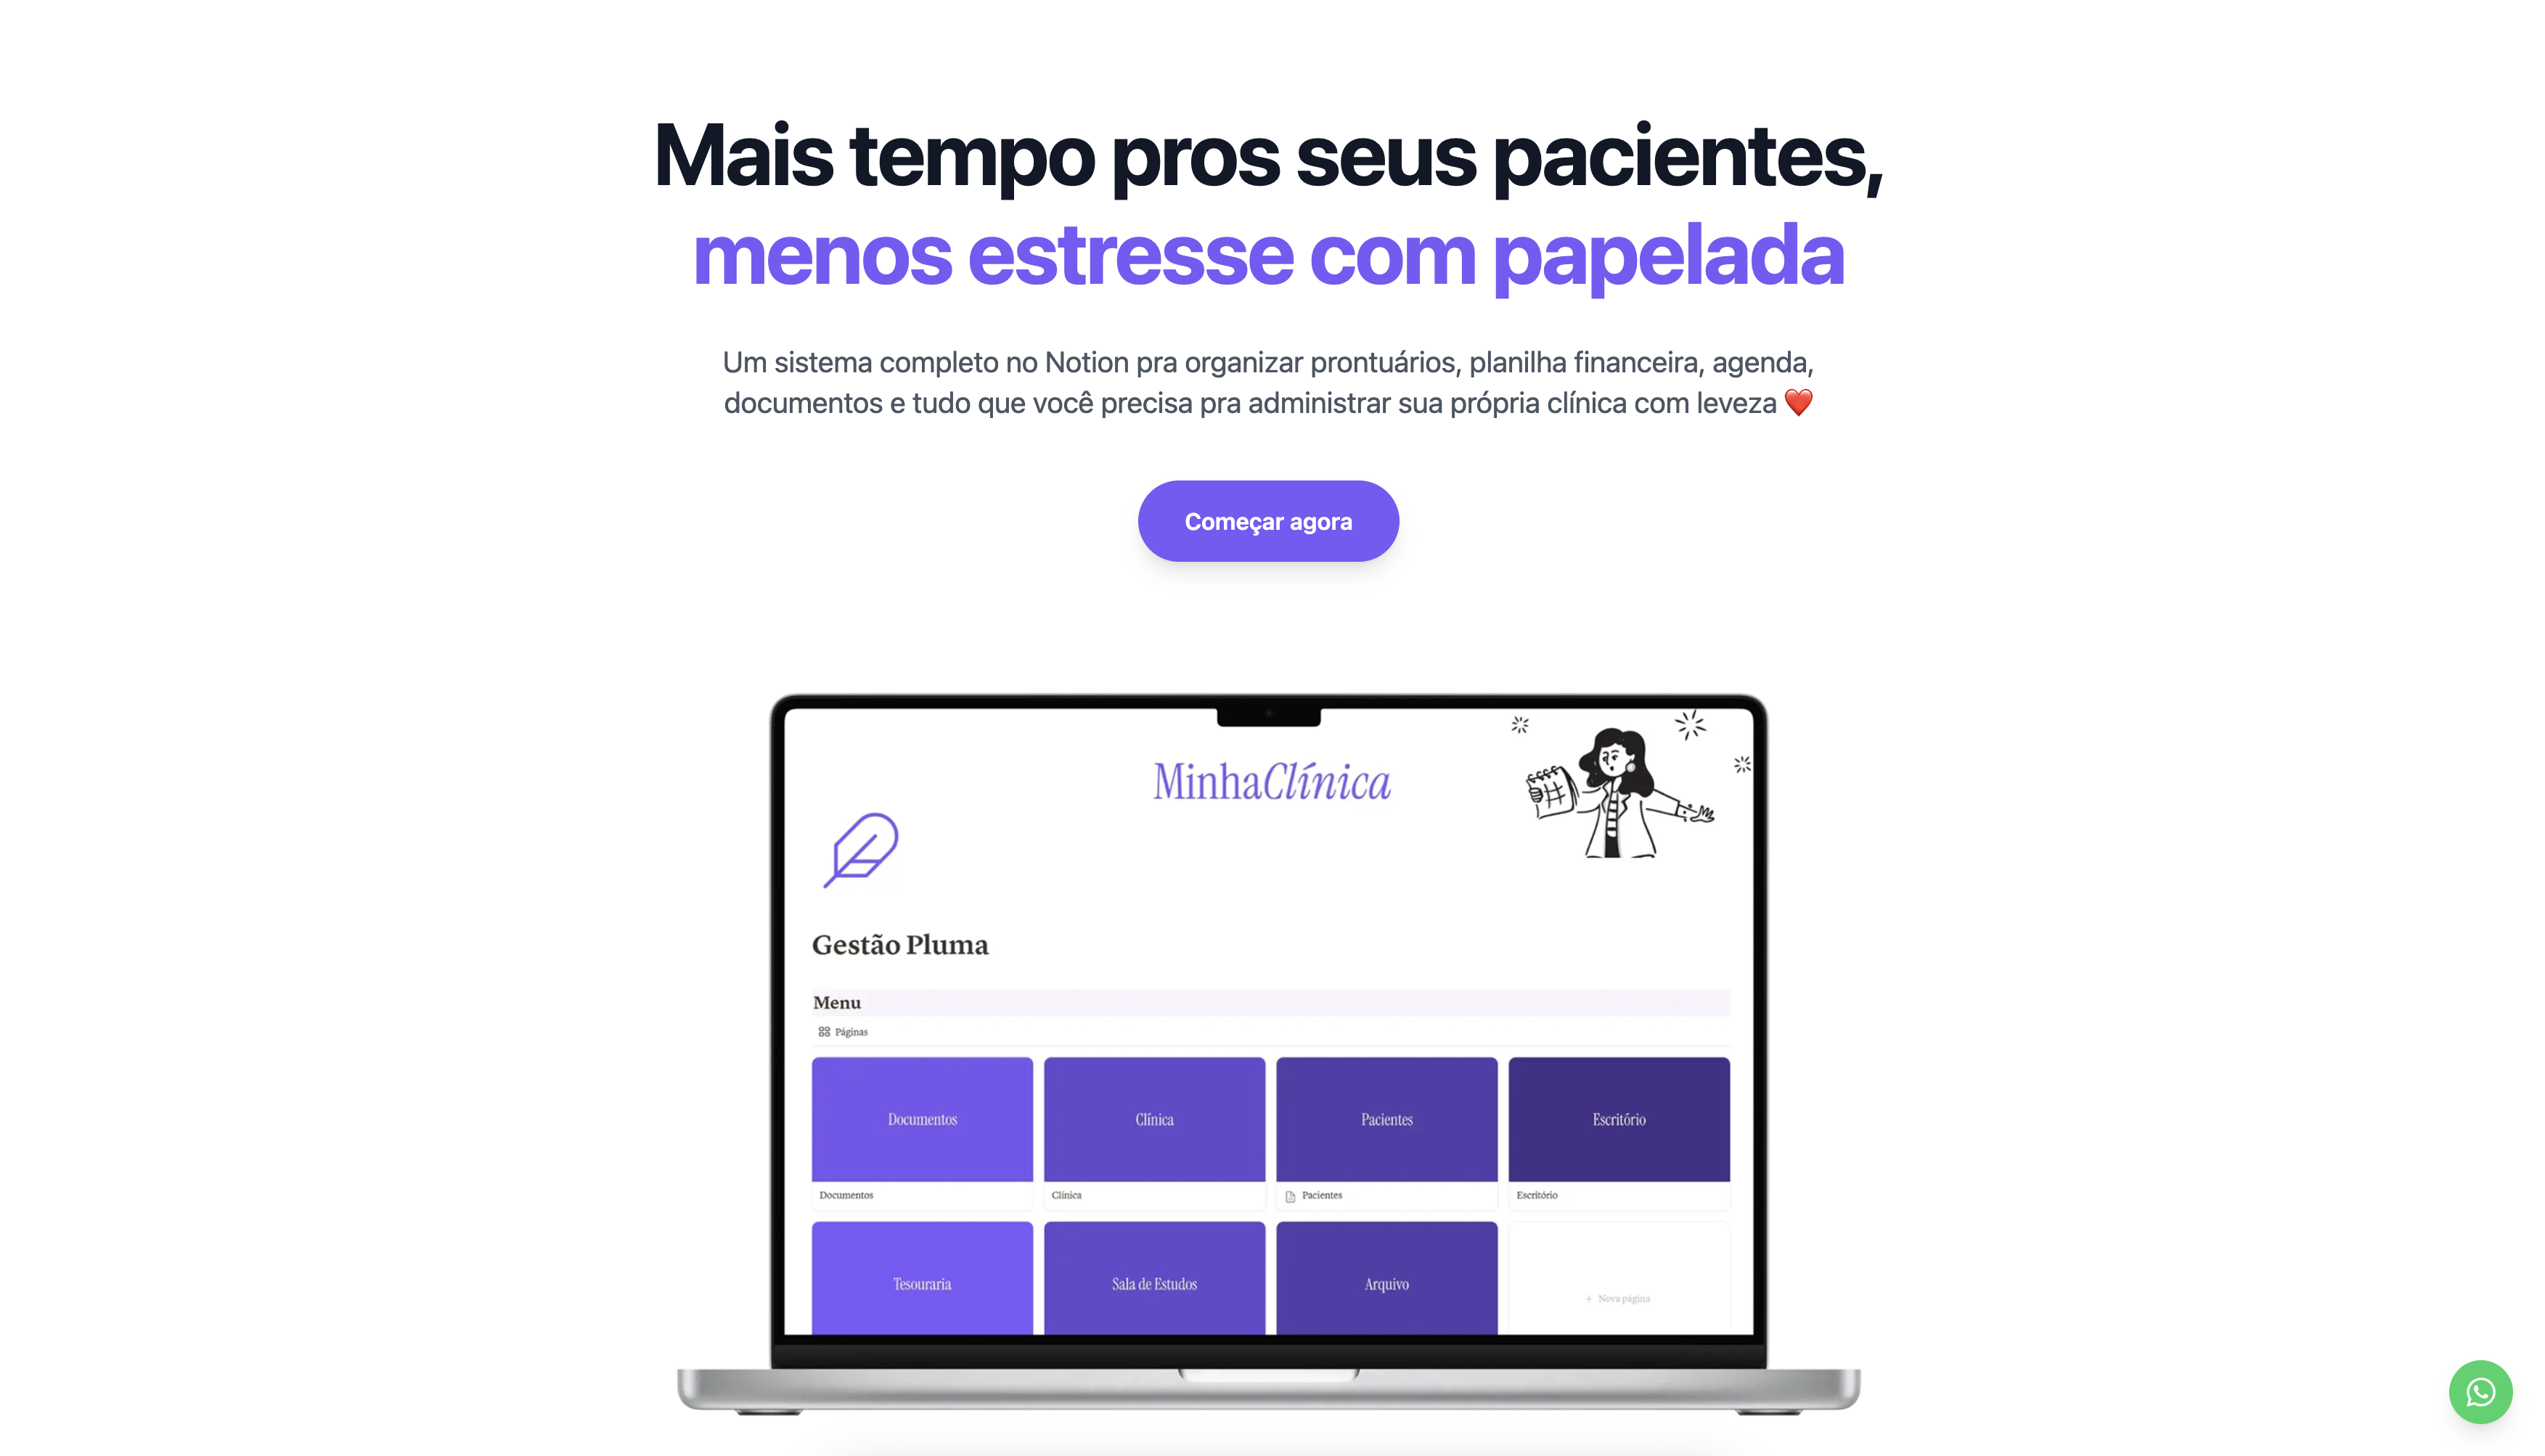 Mais tempo pros seus pacientes,
menos estresse com papelada
Um sistema completo no Notion pra organizar prontuários, planilha financeira, agenda,
documentos e tudo que você precisa pra administrar sua própria clínica com leveza ❤️
Começar agora
MinhaClínica
Gestão Pluma
Menu
Páginas
Documentos
Clínica
Pacientes
Escritório
Documentos
Clínica
Pacientes
Escritório
Tesouraria
Sala de Estudos
Arquivo
+ Nova página